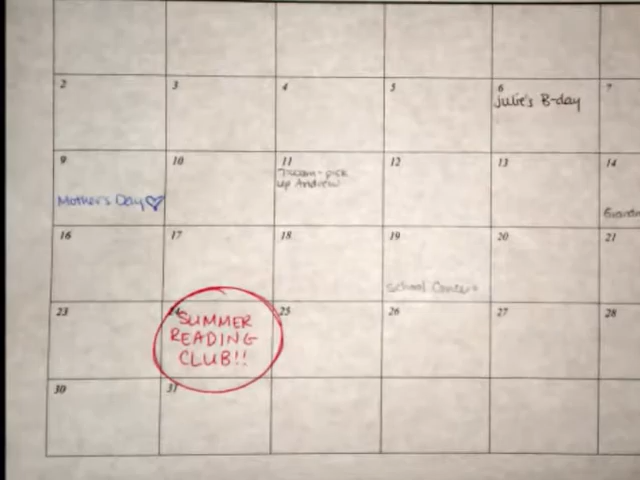 2 3 4 5 6 7
Julie's B-day
9 10 11 12 13 14
pick
up Andrew
Mother's Day
16 17 18 19 20 21
School Concert
23 24 25 26 27 28
SUMMER
READING
CLUB!!
30 31